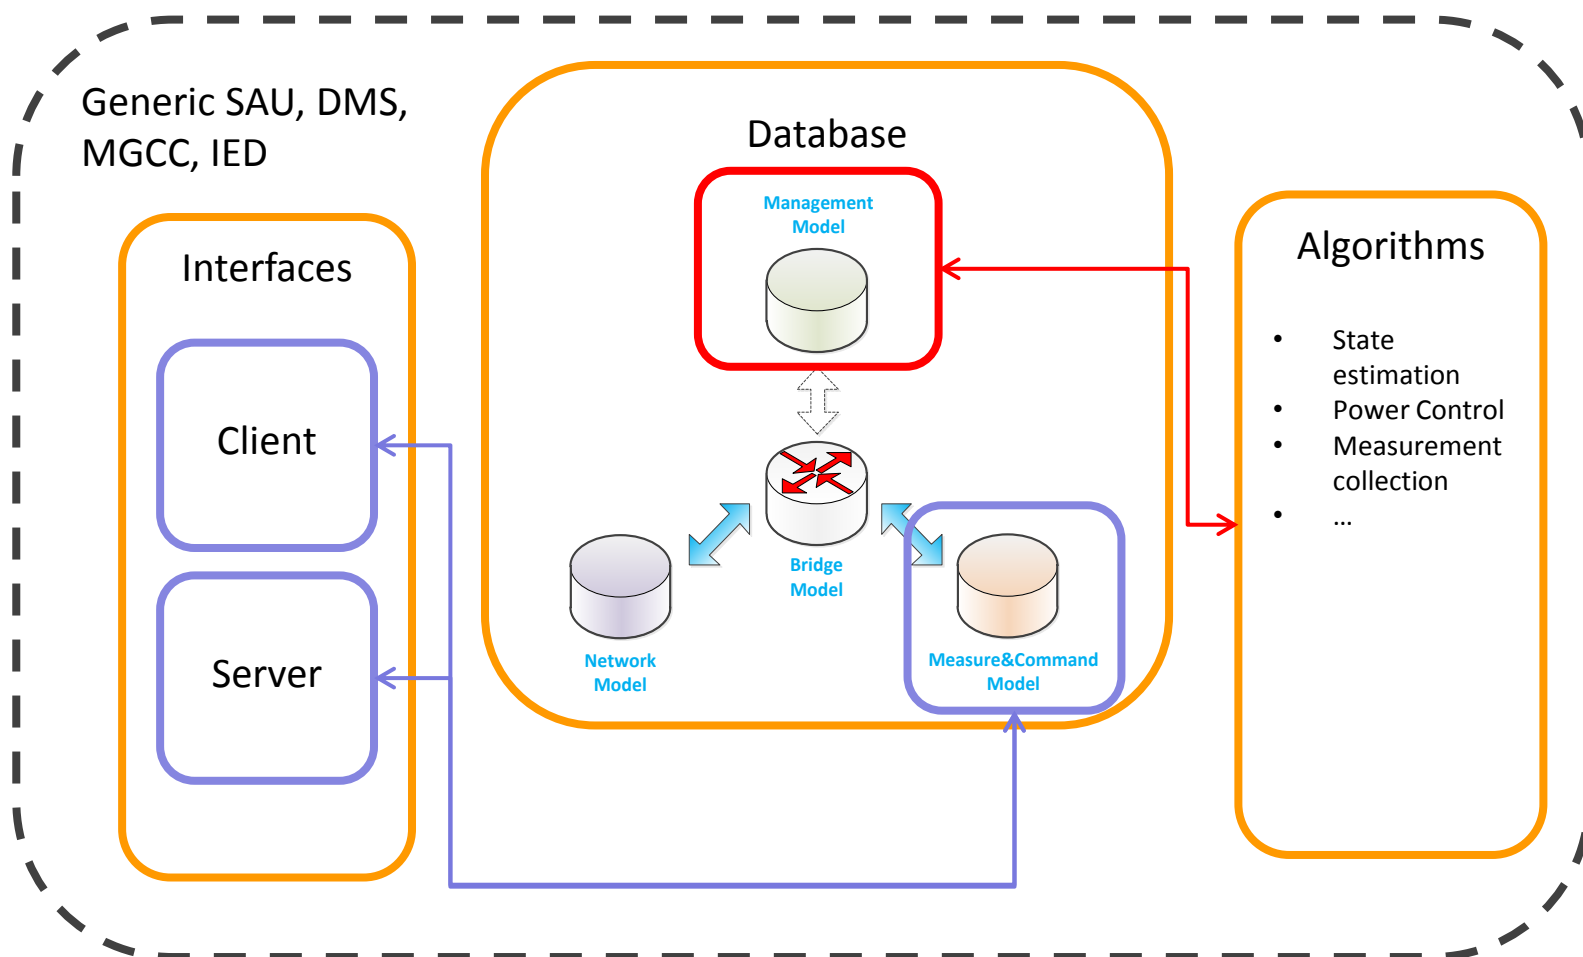 Generic SAU, DMS,
MGCC, IED
Interfaces
Client
Server
Database
Management
Model
Bridge
Model
Network
Model
Measure&Command
Model
Algorithms
• State
estimation
• Power Control
• Measurement
collection
• ...